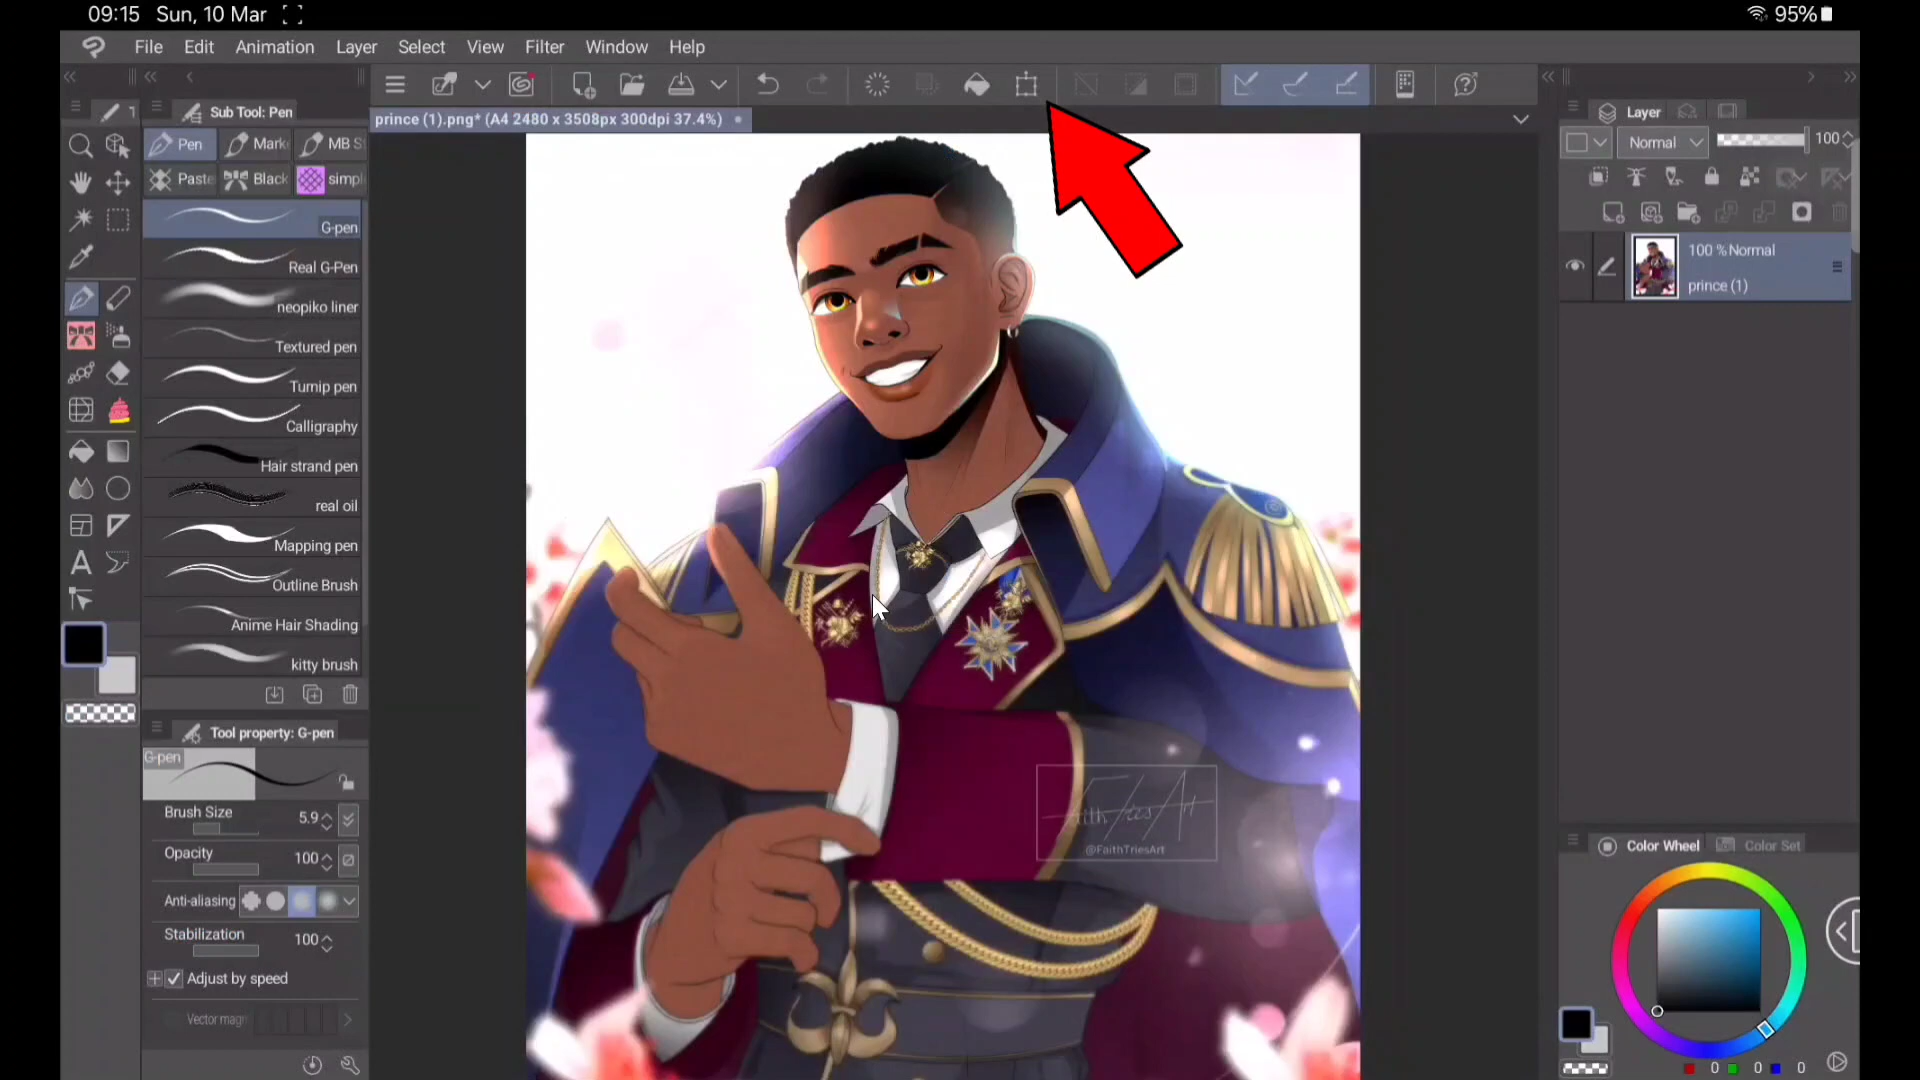 09:15 Sun, 10 Mar
95%
File Edit Animation Layer Select View Filter Window Help
Sub Tool: Pen
prince (1).png* (A4 2480 x 3508px 300dpi 37.4%)
Layer
Pen Mark MB S
Normal 100
Paste Black simpl
G-pen
100 % Normal
Real G-Pen
prince (1)
neopiko liner
Textured pen
Turnip pen
Calligraphy
Hair strand pen
real oil
Mapping pen
A
Outline Brush
Anime Hair Shading
kitty brush
Tool property: G-pen
G-pen
Brush Size 5.9
Faith Tries Art
@FaithTriesArt
Color Wheel Color Set
Opacity 100
Anti-aliasing
Stabilization 100
Adjust by speed
Vector magn
0 0 0